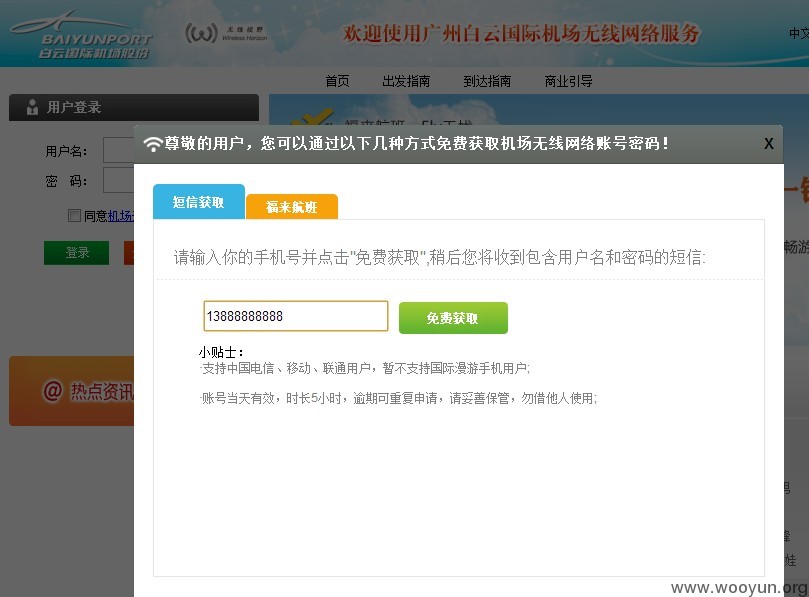 BAIYUNPORT
白云国际机场股份
无线视野
Wireless Horizon
欢迎使用广州白云国际机场无线网络服务
中文
首页 出发指南 到达指南 商业引导
用户登录
用户名:
密 码:
同意机场
登录
@ 热点资讯
尊敬的用户，您可以通过以下几种方式免费获取机场无线网络账号密码！
X
短信获取
福来航班
请输入你的手机号并点击"免费获取",稍后您将收到包含用户名和密码的短信:
13888888888
免费获取
小贴士：
·支持中国电信、移动、联通用户，暂不支持国际漫游手机用户;
·账号当天有效，时长5小时，逾期可重复申请，请妥善保管，勿借他人使用;
一键
畅游
www.wooyun.org